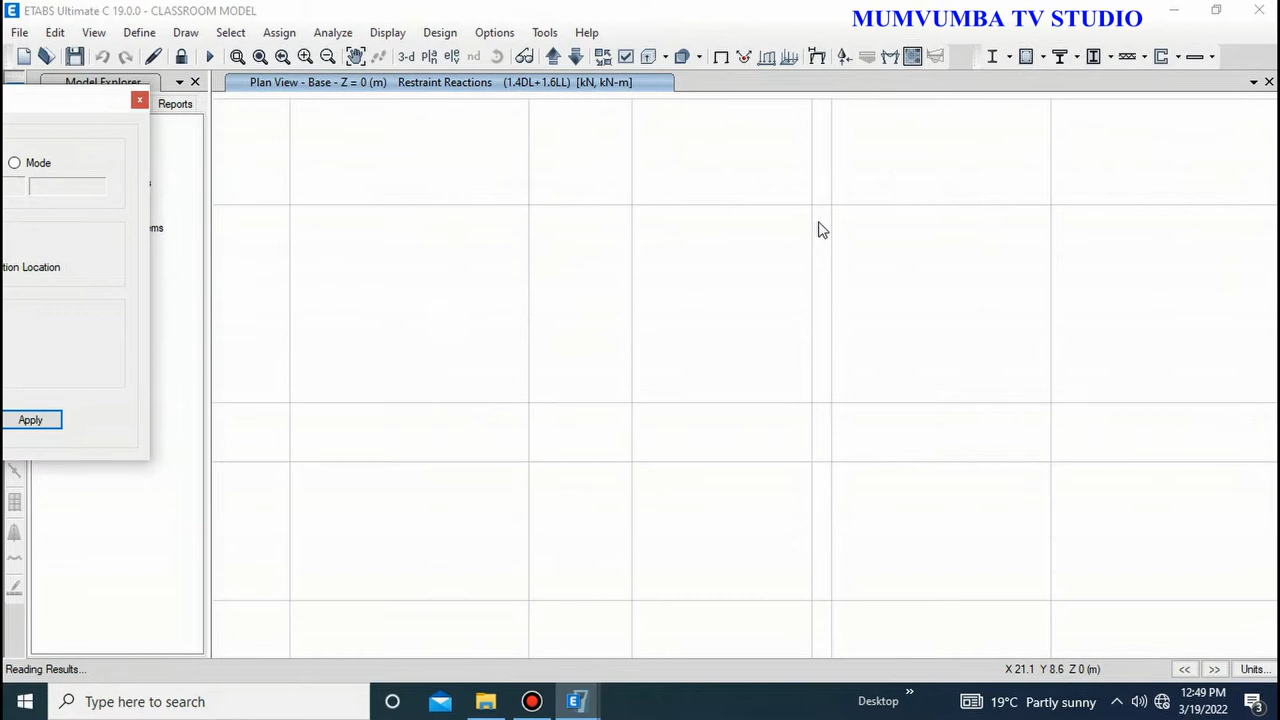 ETABS Ultimate C 19.0.0 - CLASSROOM MODEL
MUMVUMBA TV STUDIO
File Edit View Define Draw Select Assign Analyze Display Design Options Tools Help
3-d
nd
Model Explorer
Plan View - Base - Z = 0 (m) Restraint Reactions (1.4DL+1.6LL) [kN, kN-m]
Reports
Mode
s
ems
tion Location
Apply
Reading Results...
X 21.1 Y 8.6 Z 0 (m)
<< >> Units...
Type here to search
Desktop
19°C Partly sunny
12:49 PM
3/19/2022
3